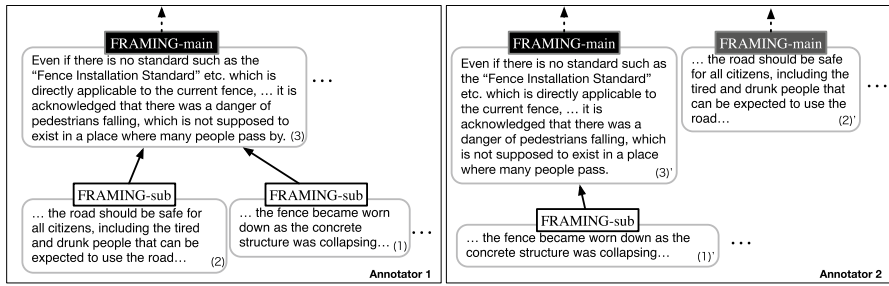 FRAMING-main
Even if there is no standard such as the
“Fence Installation Standard” etc. which is
directly applicable to the current fence, … it is
acknowledged that there was a danger of
pedestrians falling, which is not supposed to
exist in a place where many people pass by. (3)
…
FRAMING-sub
… the road should be safe for
all citizens, including the tired
and drunk people that can be
expected to use the road…
(2)
FRAMING-sub
… the fence became worn
down as the concrete
structure was collapsing… (1)
…
Annotator 1
FRAMING-main
Even if there is no standard such as
the “Fence Installation Standard”
etc. which is directly applicable to
the current fence, … it is
acknowledged that there was a
danger of pedestrians falling, which
is not supposed to exist in a place
where many people pass.
(3)'
FRAMING-main
… the road should be safe
for all citizens, including the
tired and drunk people that
can be expected to use the
road…
(2)'
…
FRAMING-sub
… the fence became worn down as the
concrete structure was collapsing…
(1)'
…
Annotator 2